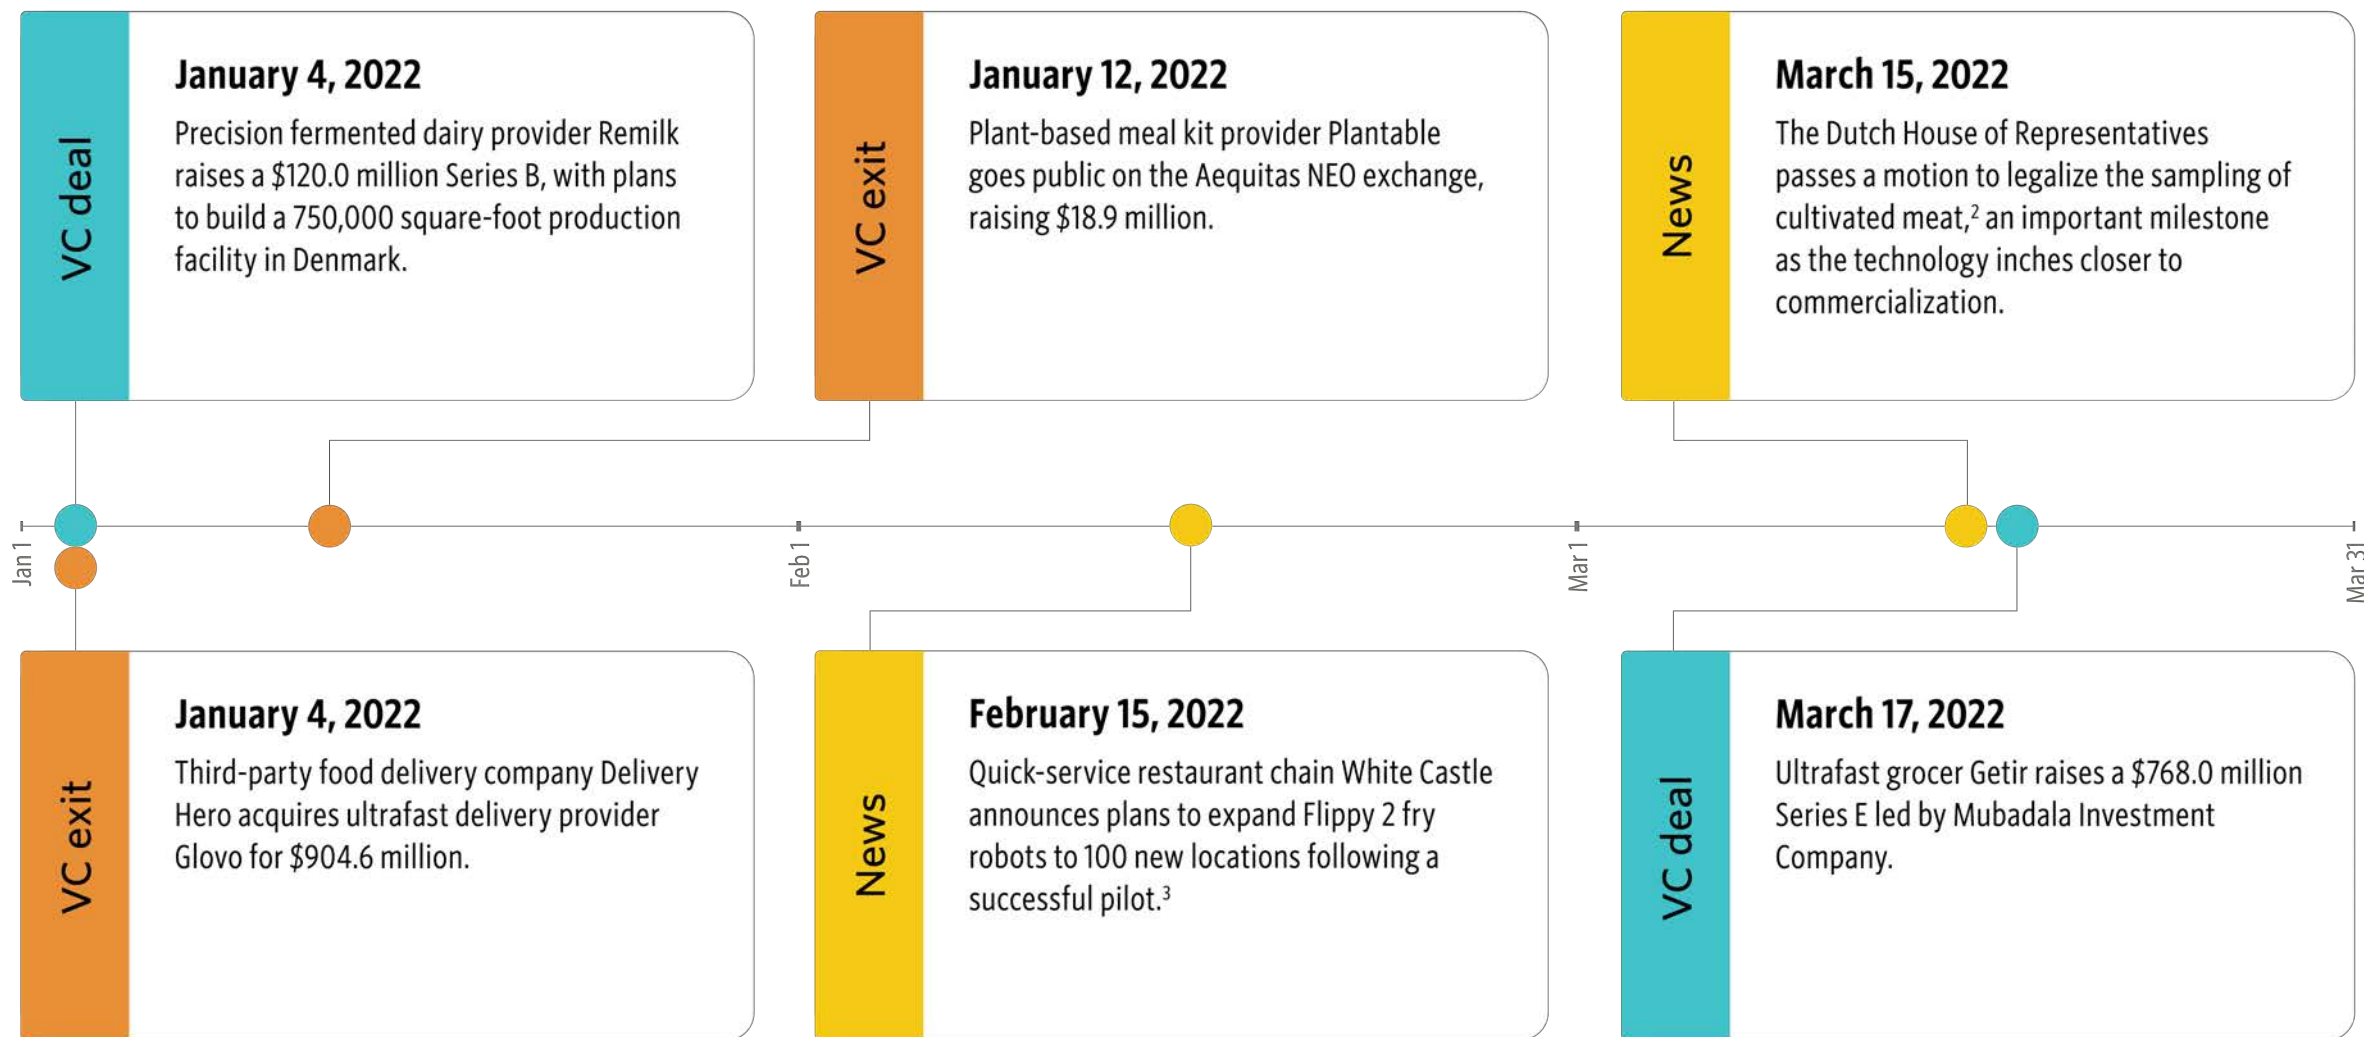 VC deal
January 4, 2022
Precision fermented dairy provider Remilk
raises a $120.0 million Series B, with plans
to build a 750,000 square-foot production
facility in Denmark.
VC exit
January 12, 2022
Plant-based meal kit provider Plantable
goes public on the Aequitas NEO exchange,
raising $18.9 million.
News
March 15, 2022
The Dutch House of Representatives
passes a motion to legalize the sampling of
cultivated meat,² an important milestone
as the technology inches closer to
commercialization.
Jan 1
Feb 1
Mar 1
Mar 31
VC exit
January 4, 2022
Third-party food delivery company Delivery
Hero acquires ultrafast delivery provider
Glovo for $904.6 million.
News
February 15, 2022
Quick-service restaurant chain White Castle
announces plans to expand Flippy 2 fry
robots to 100 new locations following a
successful pilot.³
VC deal
March 17, 2022
Ultrafast grocer Getir raises a $768.0 million
Series E led by Mubadala Investment
Company.